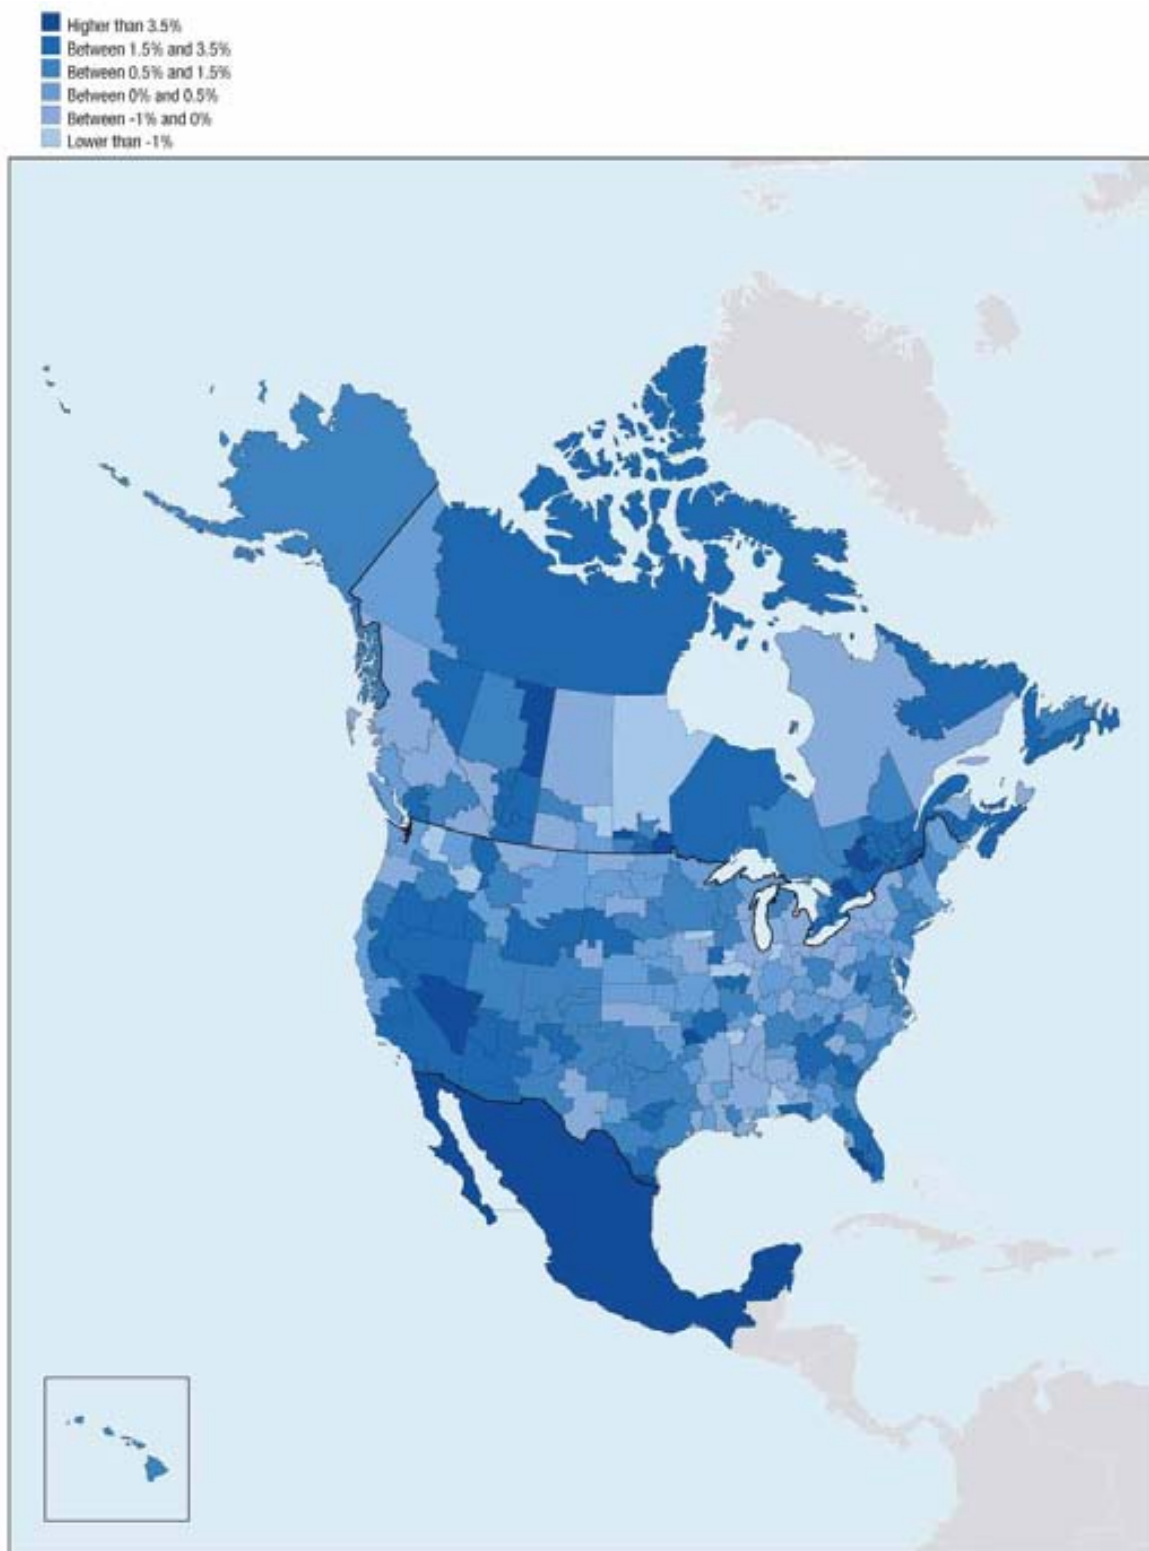 Higher than 3.5%
Between 1.5% and 3.5%
Between 0.5% and 1.5%
Between 0% and 0.5%
Between -1% and 0%
Lower than -1%